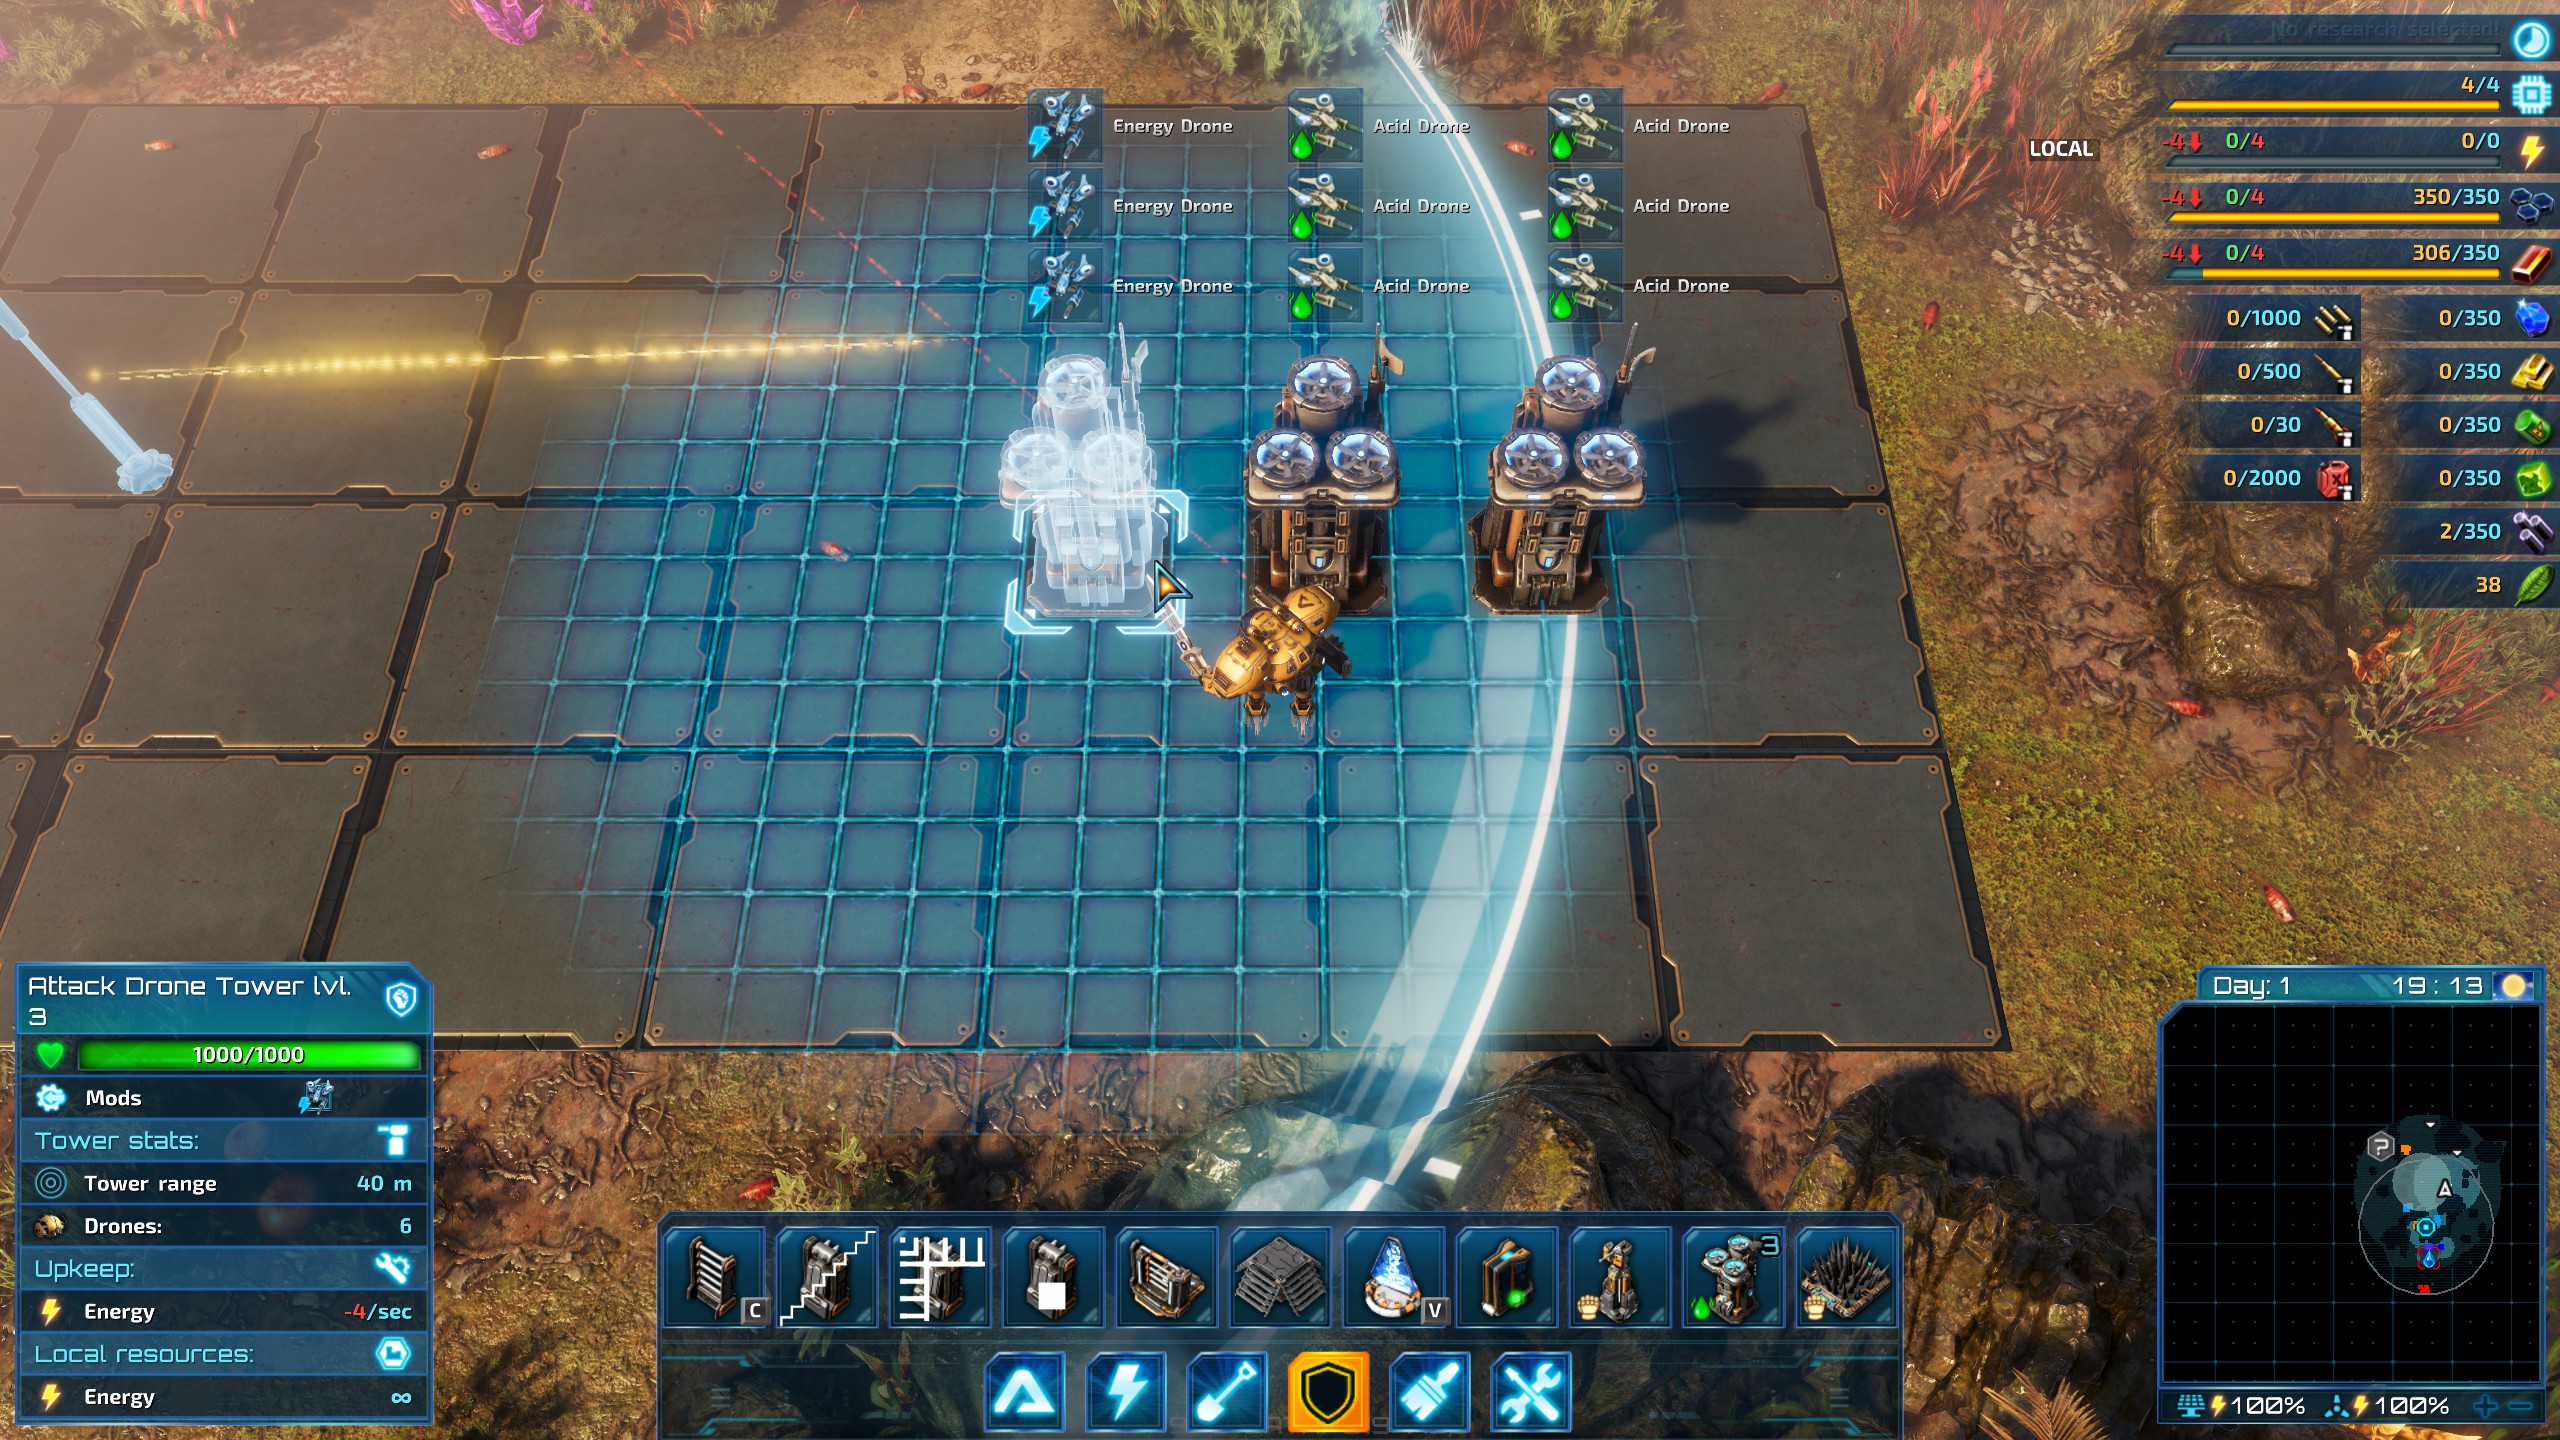 No research selected!
4/4
LOCAL
-4 0/4 0/0
-4 0/4 350/350
-4 0/4 306/350
0/1000 0/350
0/500 0/350
0/30 0/350
0/2000 0/350
2/350
38
Energy Drone Acid Drone Acid Drone
Energy Drone Acid Drone Acid Drone
Energy Drone Acid Drone Acid Drone
Attack Drone Tower lvl.
3
1000/1000
Mods
Tower stats:
Tower range 40 m
Drones: 6
Upkeep:
Energy -4/sec
Local resources:
Energy ∞
C
V
3
Day: 1 19:13
?
A
100% 100%